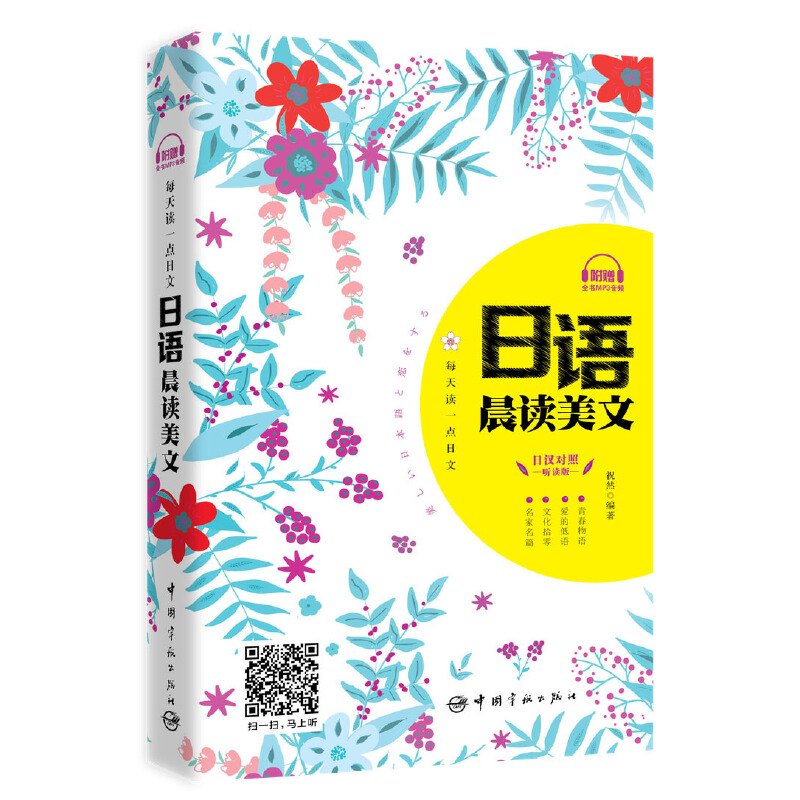 附赠
全书MP3音频
每天读一点日文
日语
晨读美文
中国宇航出版社
附赠
全书MP3音频
日语
晨读美文
每天读一点日文
日汉对照
—听读版—
祝然 编著
青春物语
爱的低语
文化拾零
名家名篇
扫一扫，马上听
中国宇航出版社